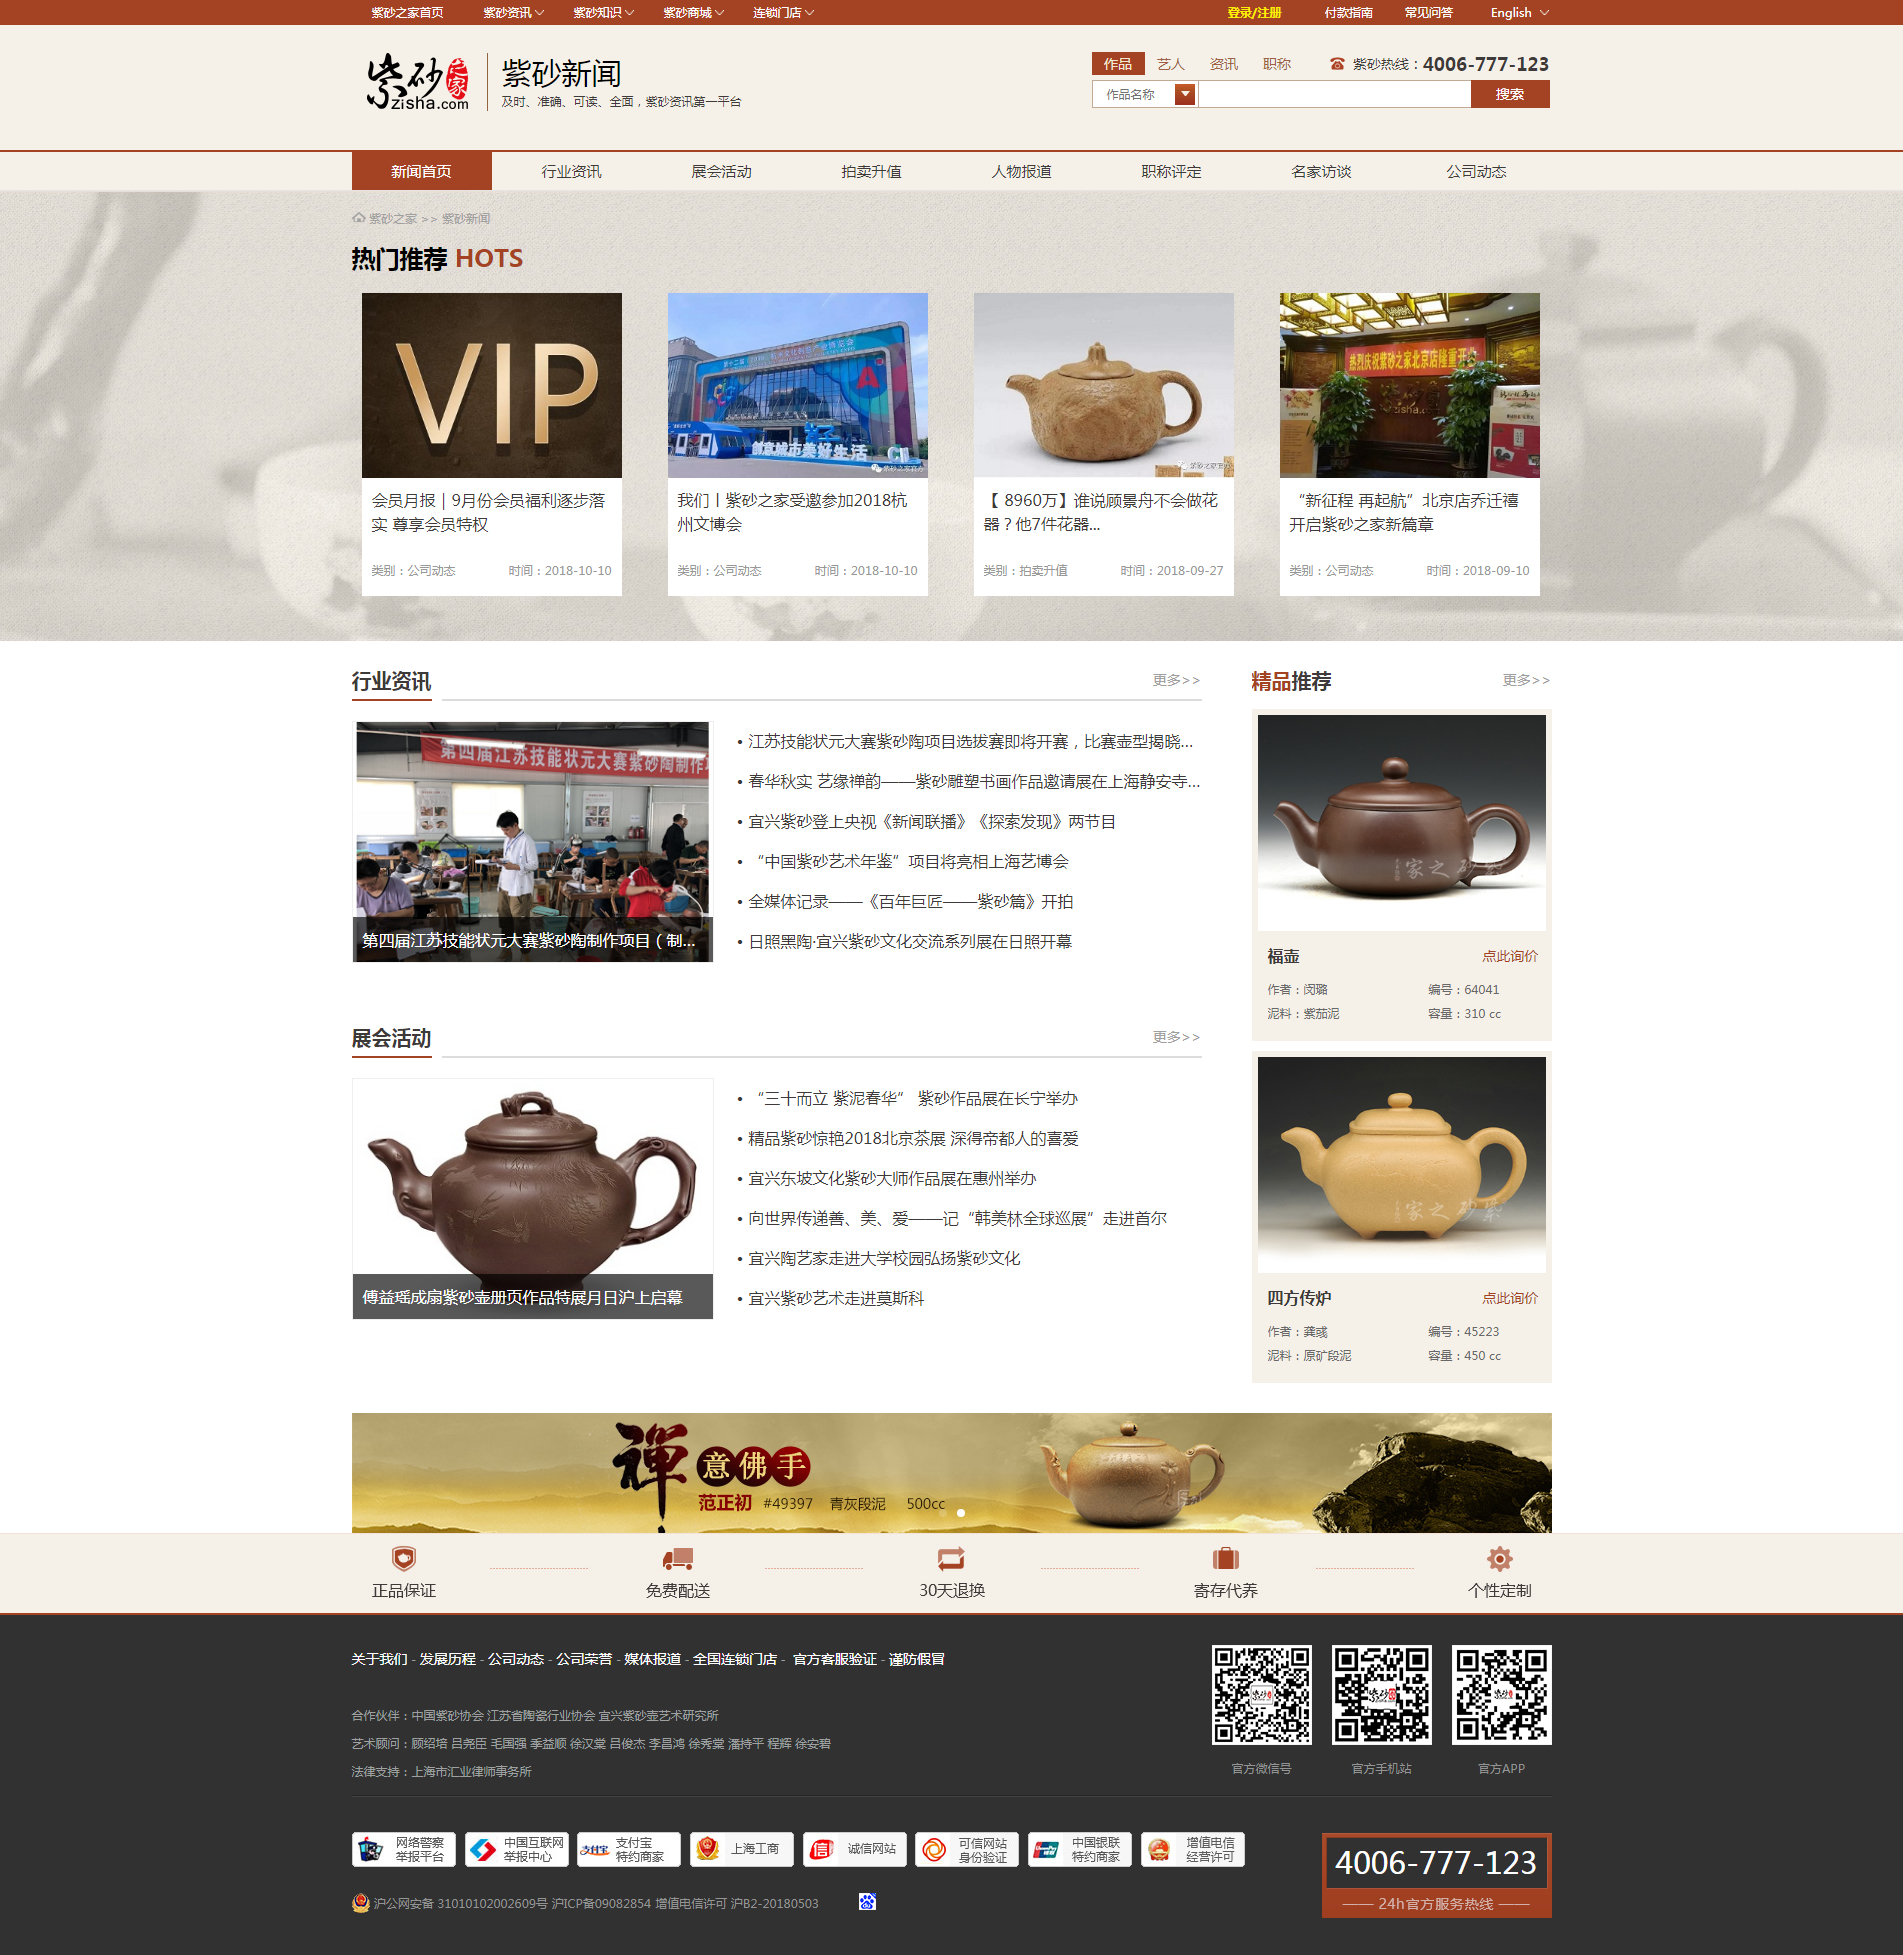 紫砂之家首页 紫砂资讯 紫砂知识 紫砂商城 连锁门店 登录/注册 付款指南 常见问答 English
紫砂之家 zisha.com
紫砂新闻
及时、准确、可读、全面，紫砂资讯第一平台
作品 艺人 资讯 职称 紫砂热线：4006-777-123
作品名称 搜索
新闻首页 行业资讯 展会活动 拍卖升值 人物报道 职称评定 名家访谈 公司动态
紫砂之家 >> 紫砂新闻
热门推荐 HOTS
VIP
创意城市美好生活
紫砂之家官方
热烈庆祝紫砂之家北京店隆重开业
zisha.c
会员月报 | 9月份会员福利逐步落
实 尊享会员特权
类别：公司动态 时间：2018-10-10
我们丨紫砂之家受邀参加2018杭
州文博会
类别：公司动态 时间：2018-10-10
【 8960万】谁说顾景舟不会做花
器？他7件花器...
类别：拍卖升值 时间：2018-09-27
“新征程 再起航”北京店乔迁禧
开启紫砂之家新篇章
类别：公司动态 时间：2018-09-10
行业资讯 更多>>
第四届江苏技能状元大赛紫砂陶制作项
第四届江苏技能状元大赛紫砂陶制作项目（ 制...
• 江苏技能状元大赛紫砂陶项目选拔赛即将开赛，比赛壶型揭晓...
• 春华秋实 艺缘禅韵——紫砂雕塑书画作品邀请展在上海静安寺...
• 宜兴紫砂登上央视《新闻联播》《探索发现》两节目
• “中国紫砂艺术年鉴”项目将亮相上海艺博会
• 全媒体记录——《百年巨匠——紫砂篇》开拍
• 日照黑陶·宜兴紫砂文化交流系列展在日照开幕
展会活动 更多>>
傅益瑶成扇紫砂壶册页作品特展月日沪上启幕
• “三十而立 紫泥春华” 紫砂作品展在长宁举办
• 精品紫砂惊艳2018北京茶展 深得帝都人的喜爱
• 宜兴东坡文化紫砂大师作品展在惠州举办
• 向世界传递善、美、爱——记“韩美林全球巡展”走进首尔
• 宜兴陶艺家走进大学校园弘扬紫砂文化
• 宜兴紫砂艺术走进莫斯科
精品推荐 更多>>
家之砂紫
福壶 点此询价
作者：闵璐 编号：64041
泥料：紫茄泥 容量：310 cc
家之砂紫
四方传炉 点此询价
作者：龚彧 编号：45223
泥料：原矿段泥 容量：450 cc
禅意佛手
范正初 #49397 青灰段泥 500cc
正品保证 免费配送 30天退换 寄存代养 个性定制
关于我们 - 发展历程 - 公司动态 - 公司荣誉 - 媒体报道 - 全国连锁门店 - 官方客服验证 - 谨防假冒
合作伙伴：中国紫砂协会 江苏省陶瓷行业协会 宜兴紫砂壶艺术研究所
艺术顾问：顾绍培 吕尧臣 毛国强 季益顺 徐汉棠 吕俊杰 李昌鸿 徐秀棠 潘持平 程辉 徐安碧
法律支持：上海市汇业律师事务所
官方微信号 官方手机站 官方APP
网络警察 举报平台
中国互联网 举报中心
支付宝 支付宝 特约商家
上海工商
信 诚信网站
可信网站 身份验证
中国银联 特约商家
增值电信 经营许可
4006-777-123
—— 24h官方服务热线 ——
沪公网安备 31010102002609号 沪ICP备09082854 增值电信许可 沪B2-20180503